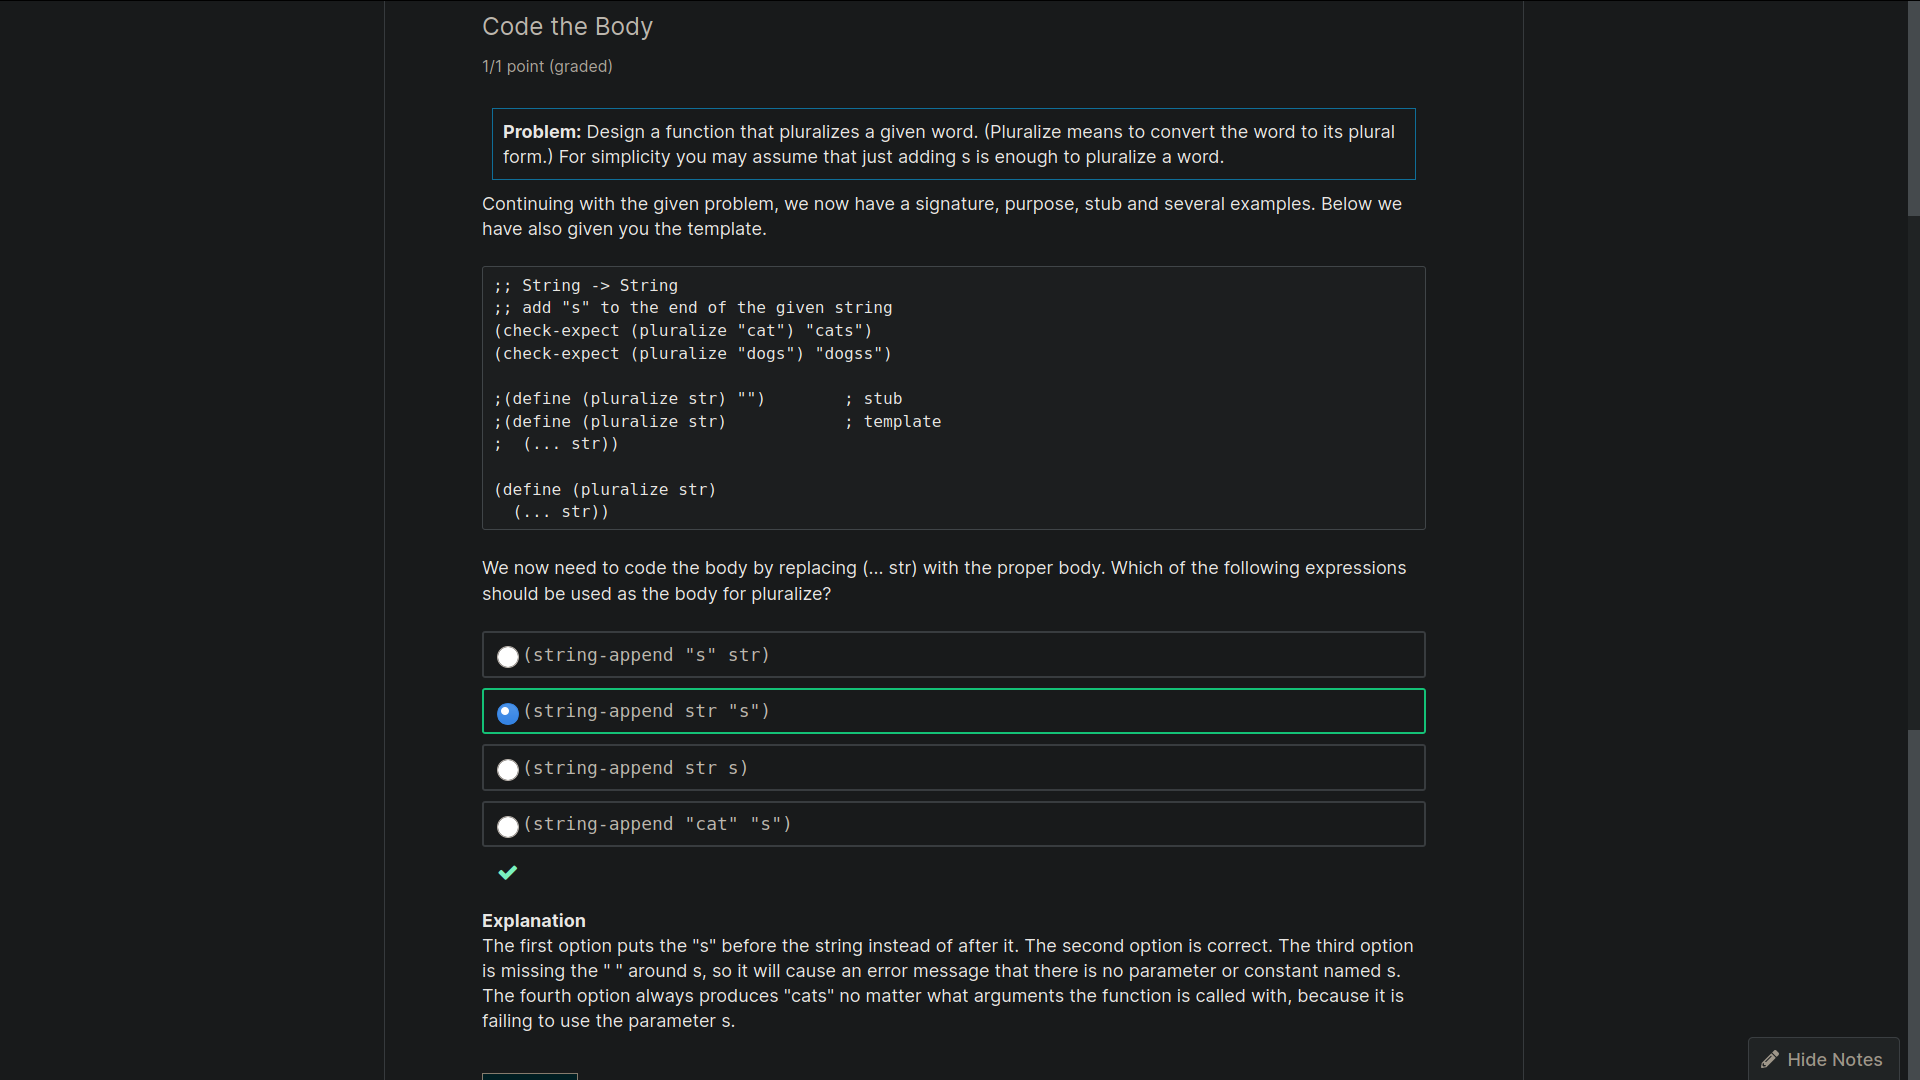 Code the Body
1/1 point (graded)
Problem: Design a function that pluralizes a given word. (Pluralize means to convert the word to its plural
form.) For simplicity you may assume that just adding s is enough to pluralize a word.
Continuing with the given problem, we now have a signature, purpose, stub and several examples. Below we
have also given you the template.
;; String -> String
;; add "s" to the end of the given string
(check-expect (pluralize "cat") "cats")
(check-expect (pluralize "dogs") "dogss")
;(define (pluralize str) "")        ; stub
;(define (pluralize str)            ; template
;  (... str))
(define (pluralize str)
  (... str))
We now need to code the body by replacing (... str) with the proper body. Which of the following expressions
should be used as the body for pluralize?
(string-append "s" str)
(string-append str "s")
(string-append str s)
(string-append "cat" "s")
Explanation
The first option puts the "s" before the string instead of after it. The second option is correct. The third option
is missing the " " around s, so it will cause an error message that there is no parameter or constant named s.
The fourth option always produces "cats" no matter what arguments the function is called with, because it is
failing to use the parameter s.
Hide Notes